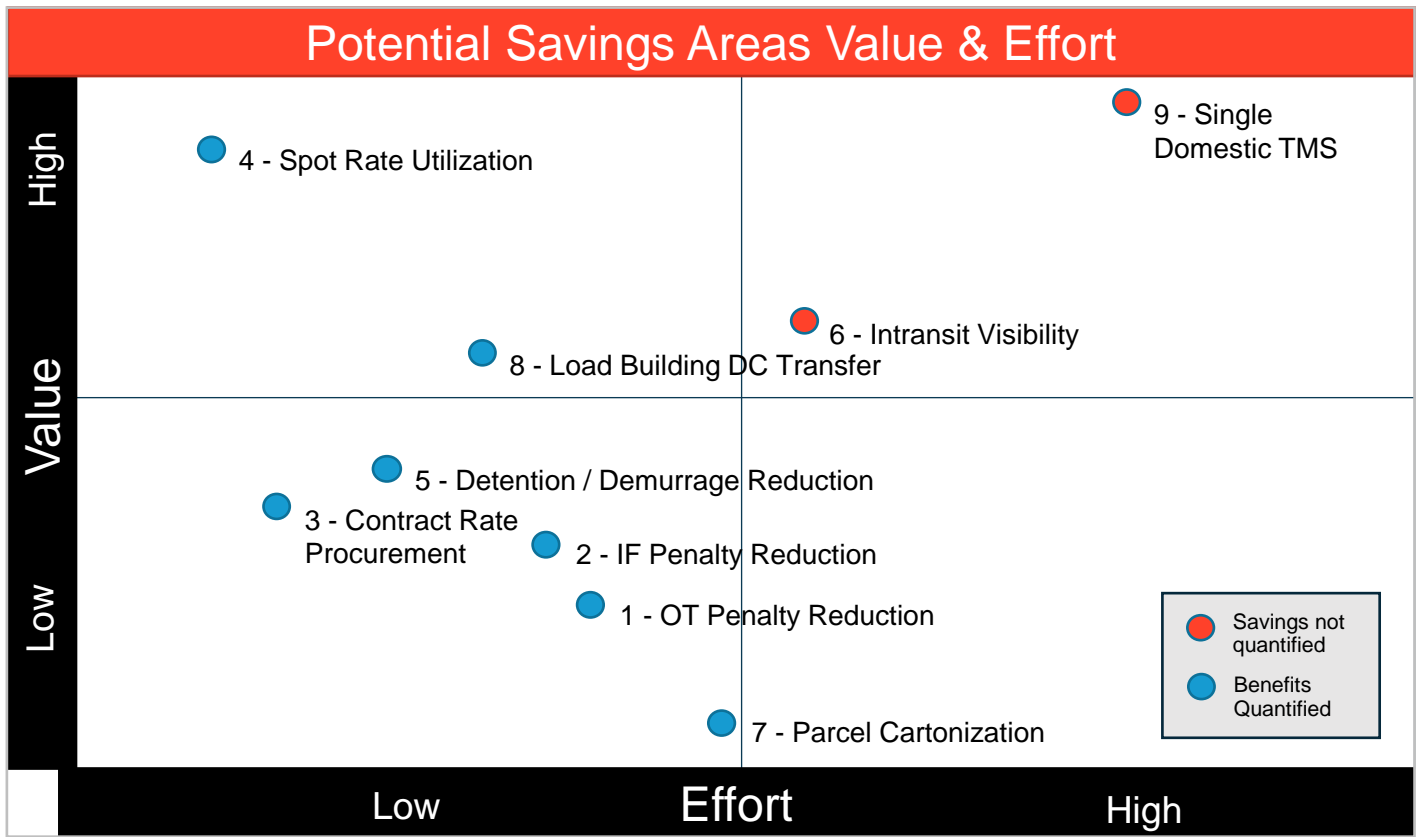 Potential Savings Areas Value & Effort
High
Value
Low
4 - Spot Rate Utilization
9 - Single
Domestic TMS
6 - Intransit Visibility
8 - Load Building DC Transfer
5 - Detention / Demurrage Reduction
3 - Contract Rate
Procurement
2 - IF Penalty Reduction
1 - OT Penalty Reduction
7 - Parcel Cartonization
Savings not
quantified
Benefits
Quantified
Low
Effort
High